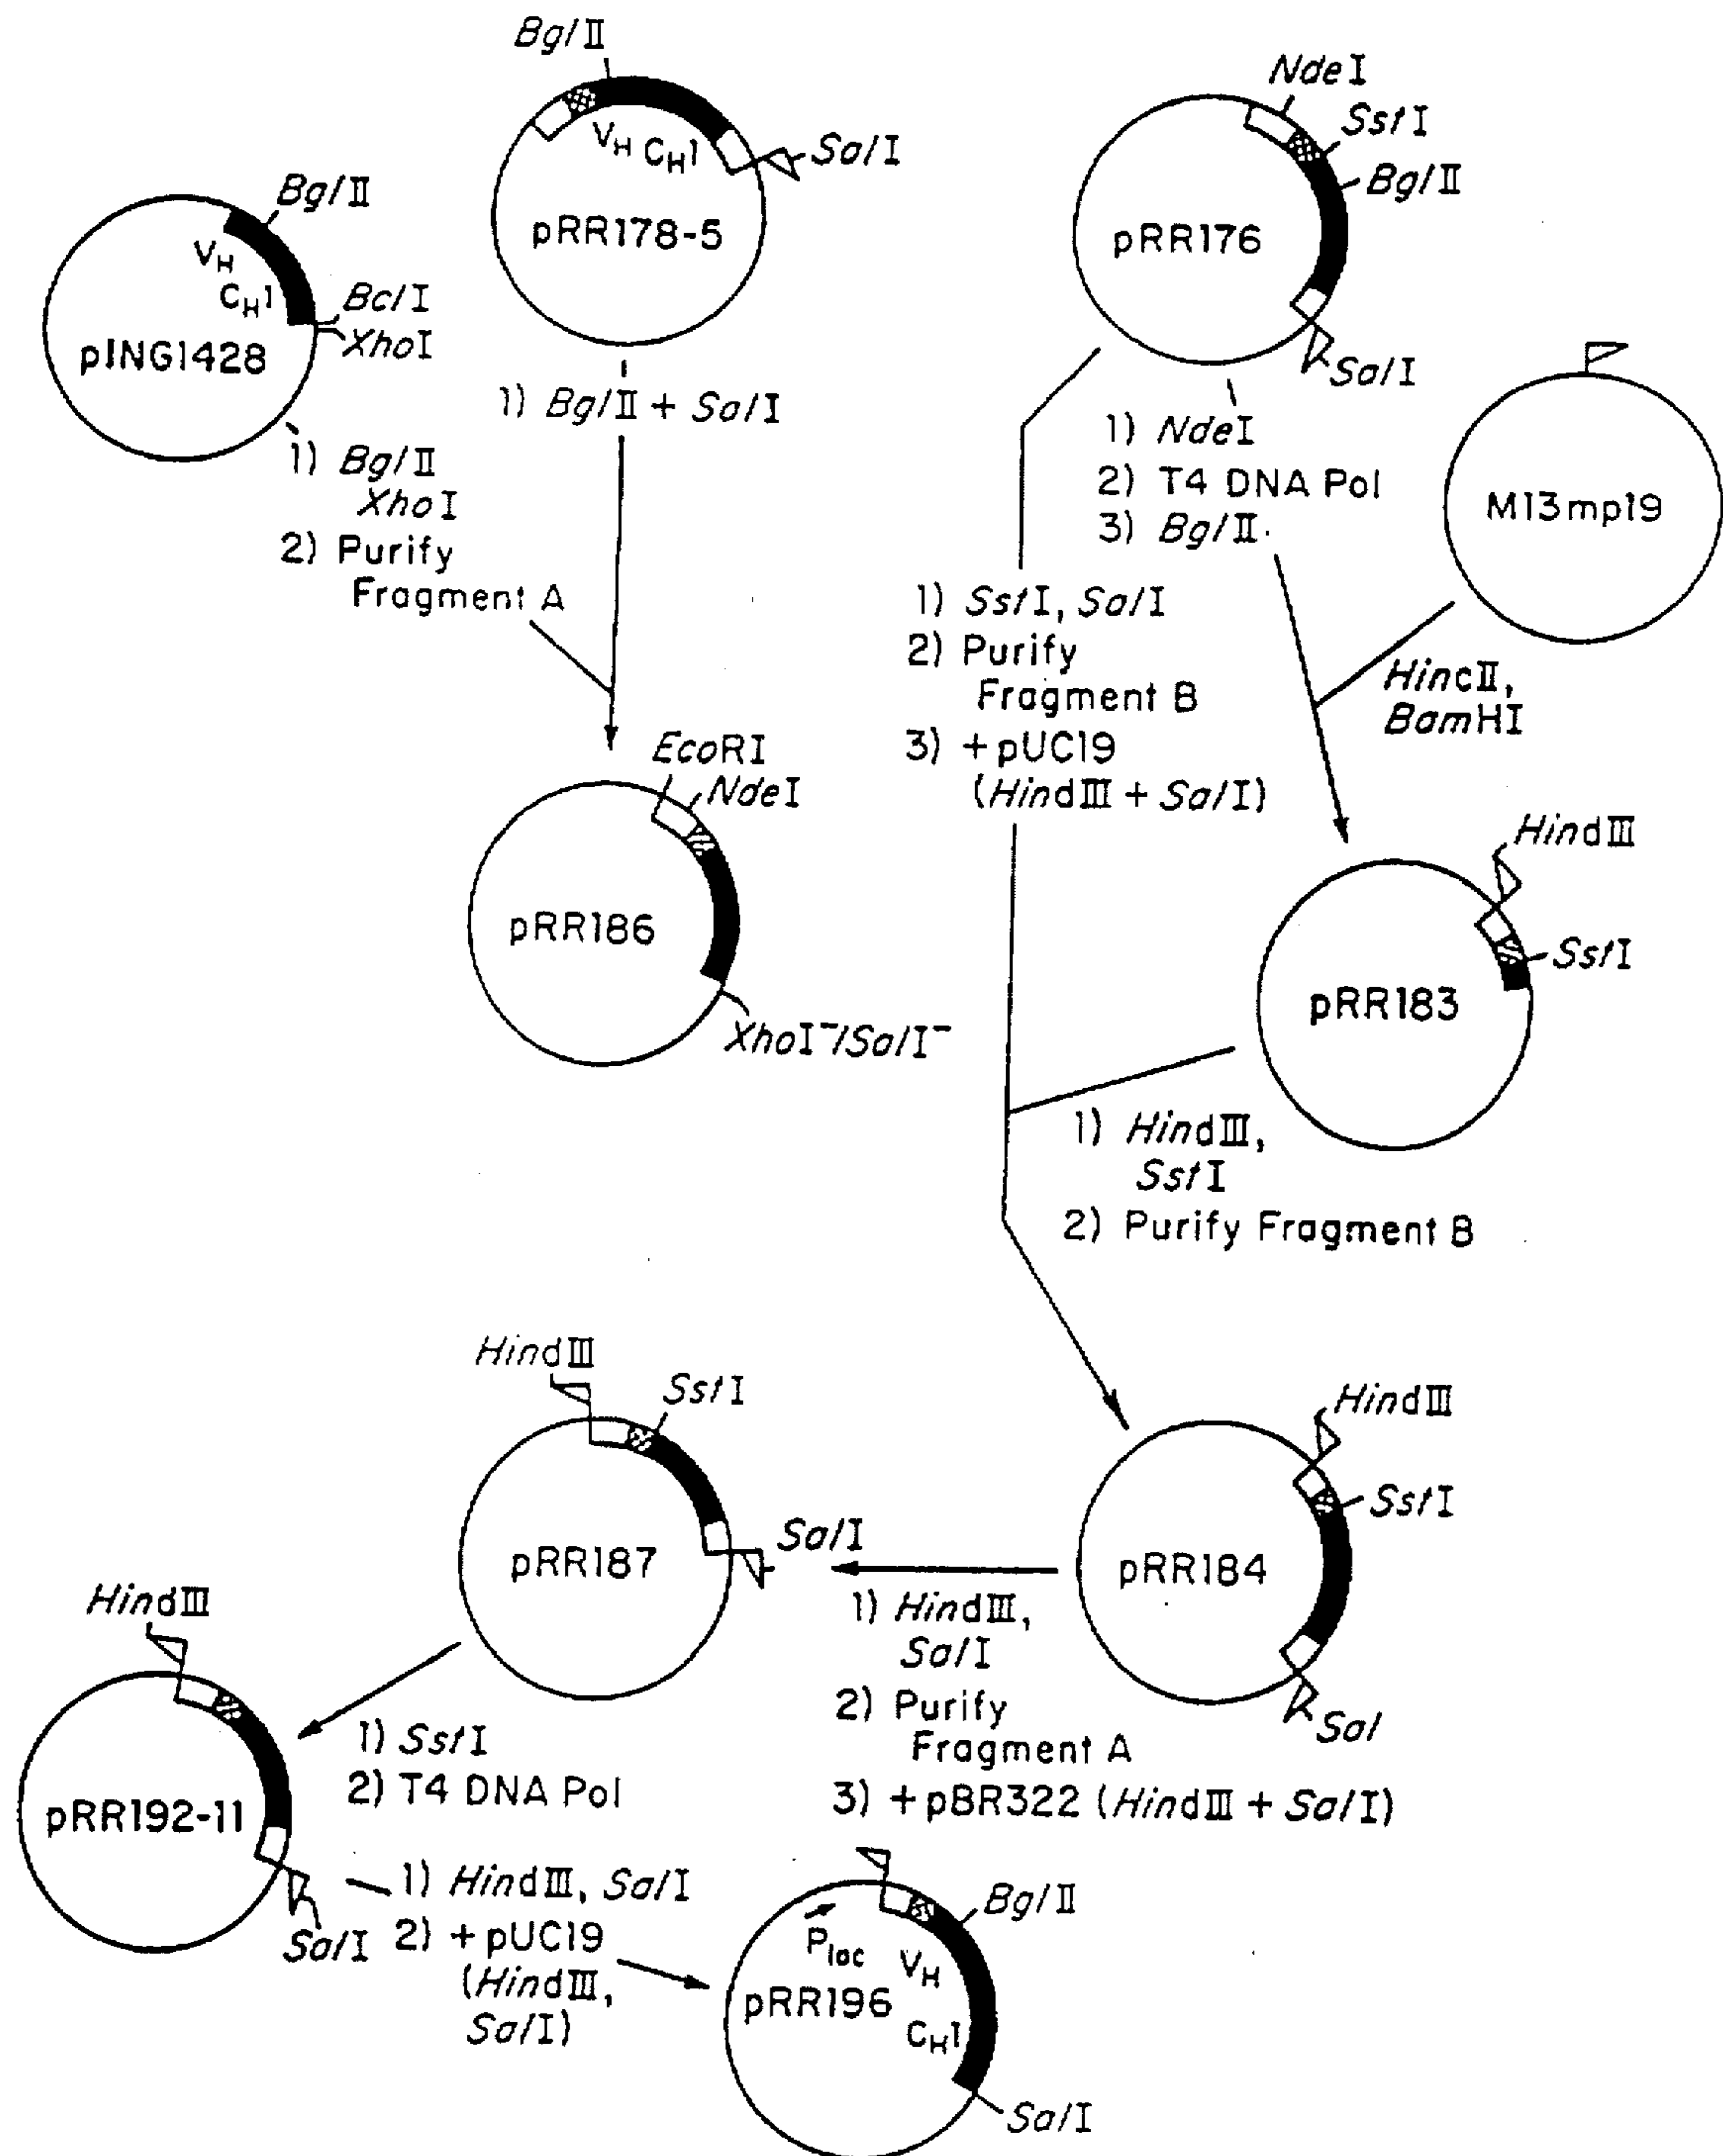 BglII
VH CH1
SalI
pRR178-5
1) BglII + SalI
BglII
VH
CH1
BclI
XhoI
pING1428
1) BglII
XhoI
2) Purify
Fragment A
EcoRI
NdeI
pRR186
XhoI⁻/SalI⁻
NdeI
SstI
BglII
pRR176
SalI
1) NdeI
2) T4 DNA Pol
3) BglII
M13mp19
HincII,
BamHI
1) SstI, SalI
2) Purify
Fragment B
3) + pUC19
(HindIII + SalI)
HindIII
SstI
pRR183
1) HindIII,
SstI
2) Purify Fragment B
HindIII
SstI
pRR184
Sal
1) HindIII,
SalI
2) Purify
Fragment A
3) + pBR322 (HindIII + SalI)
HindIII
SstI
pRR187
SalI
1) SstI
2) T4 DNA Pol
HindIII
pRR192-11
SalI
1) HindIII, SalI
2) + pUC19
(HindIII,
SalI)
BglII
Plac
VH
pRR196
CH1
SalI